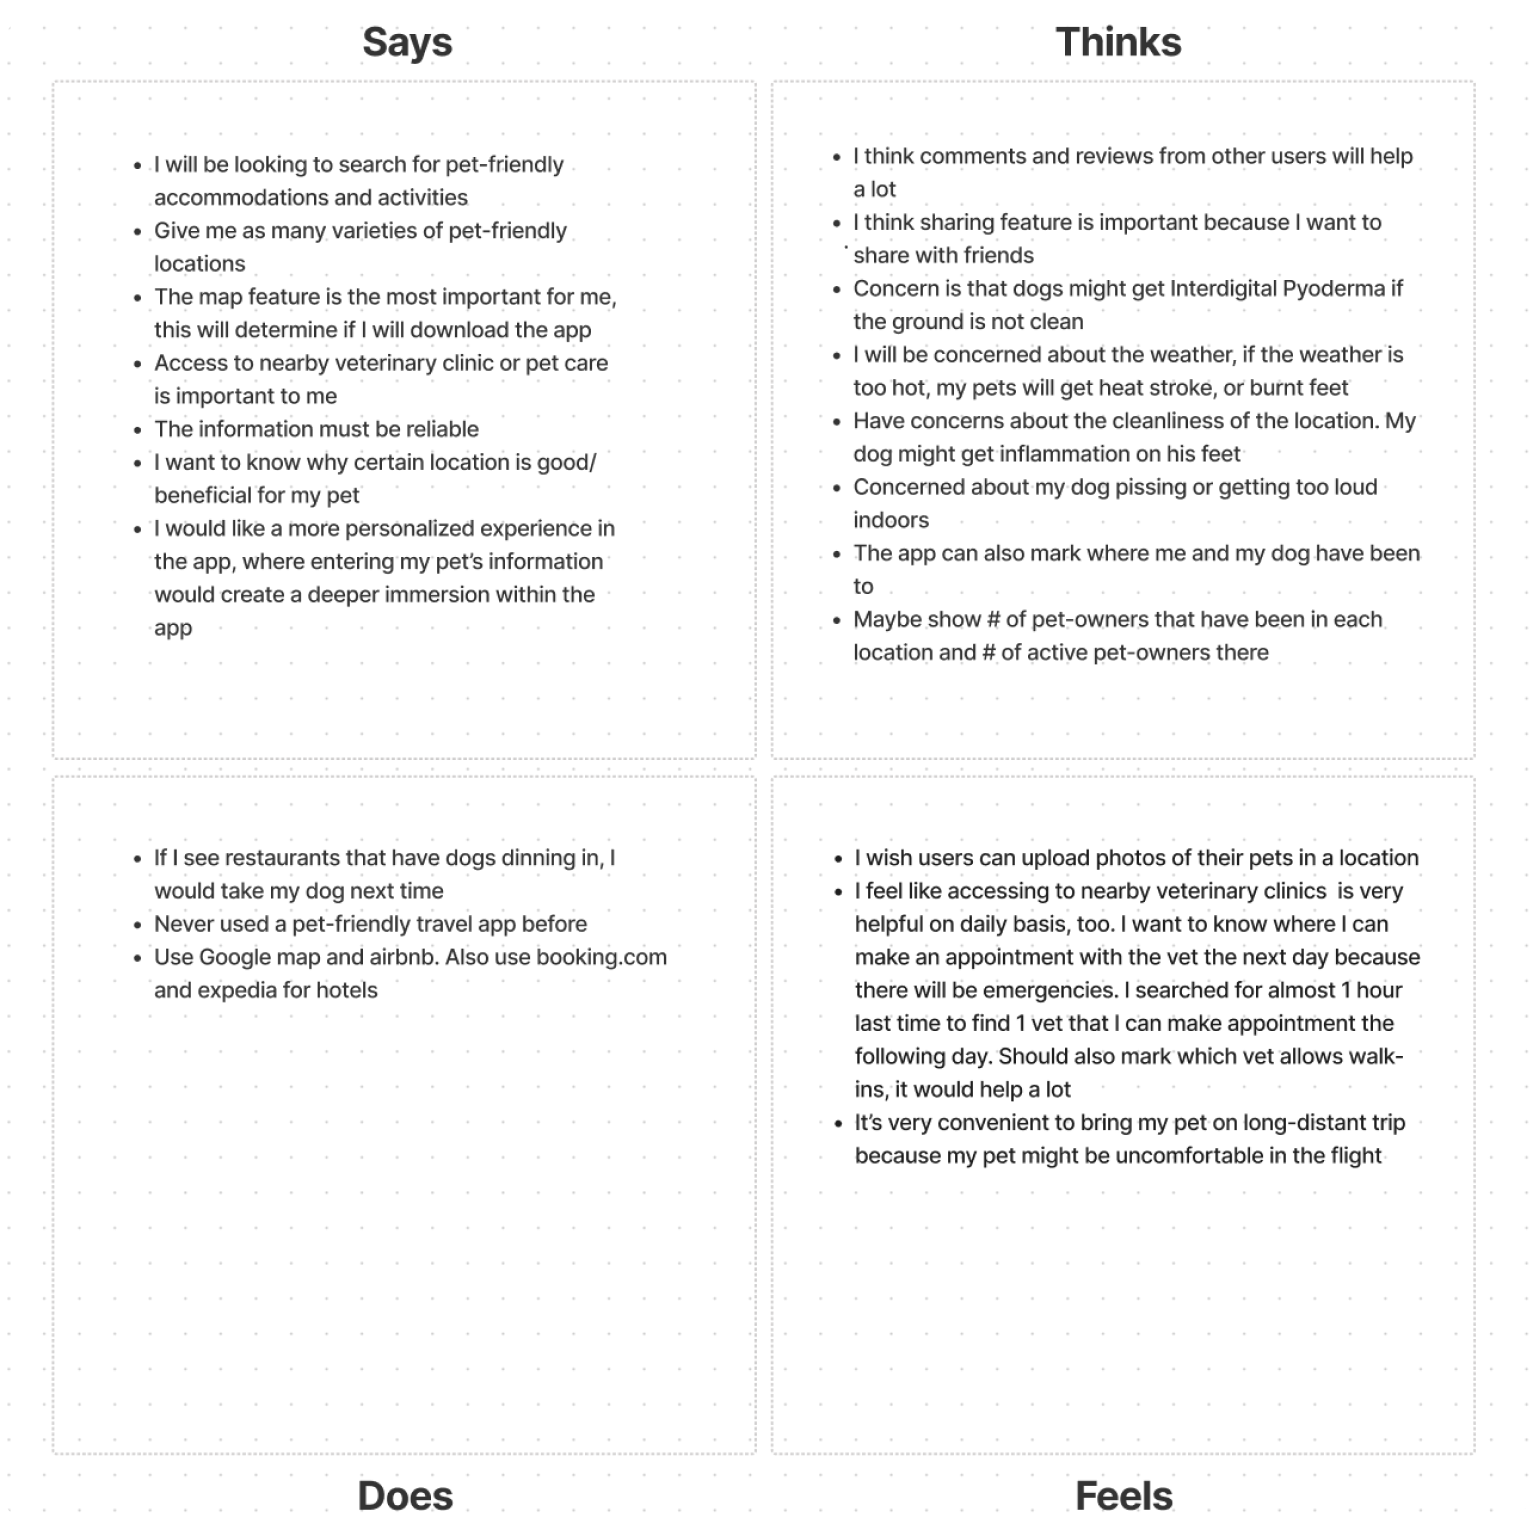 Says
• I will be looking to search for pet-friendly
accommodations and activities
• Give me as many varieties of pet-friendly
locations
• The map feature is the most important for me,
this will determine if I will download the app
• Access to nearby veterinary clinic or pet care
is important to me
• The information must be reliable
• I want to know why certain location is good/
beneficial for my pet
• I would like a more personalized experience in
the app, where entering my pet’s information
would create a deeper immersion within the
app
Thinks
• I think comments and reviews from other users will help
a lot
• I think sharing feature is important because I want to
share with friends
• Concern is that dogs might get Interdigital Pyoderma if
the ground is not clean
• I will be concerned about the weather, if the weather is
too hot, my pets will get heat stroke, or burnt feet
• Have concerns about the cleanliness of the location. My
dog might get inflammation on his feet
• Concerned about my dog pissing or getting too loud
indoors
• The app can also mark where me and my dog have been
to
• Maybe show # of pet-owners that have been in each
location and # of active pet-owners there
• If I see restaurants that have dogs dinning in, I
would take my dog next time
• Never used a pet-friendly travel app before
• Use Google map and airbnb. Also use booking.com
and expedia for hotels
Does
• I wish users can upload photos of their pets in a location
• I feel like accessing to nearby veterinary clinics is very
helpful on daily basis, too. I want to know where I can
make an appointment with the vet the next day because
there will be emergencies. I searched for almost 1 hour
last time to find 1 vet that I can make appointment the
following day. Should also mark which vet allows walk-
ins, it would help a lot
• It’s very convenient to bring my pet on long-distant trip
because my pet might be uncomfortable in the flight
Feels